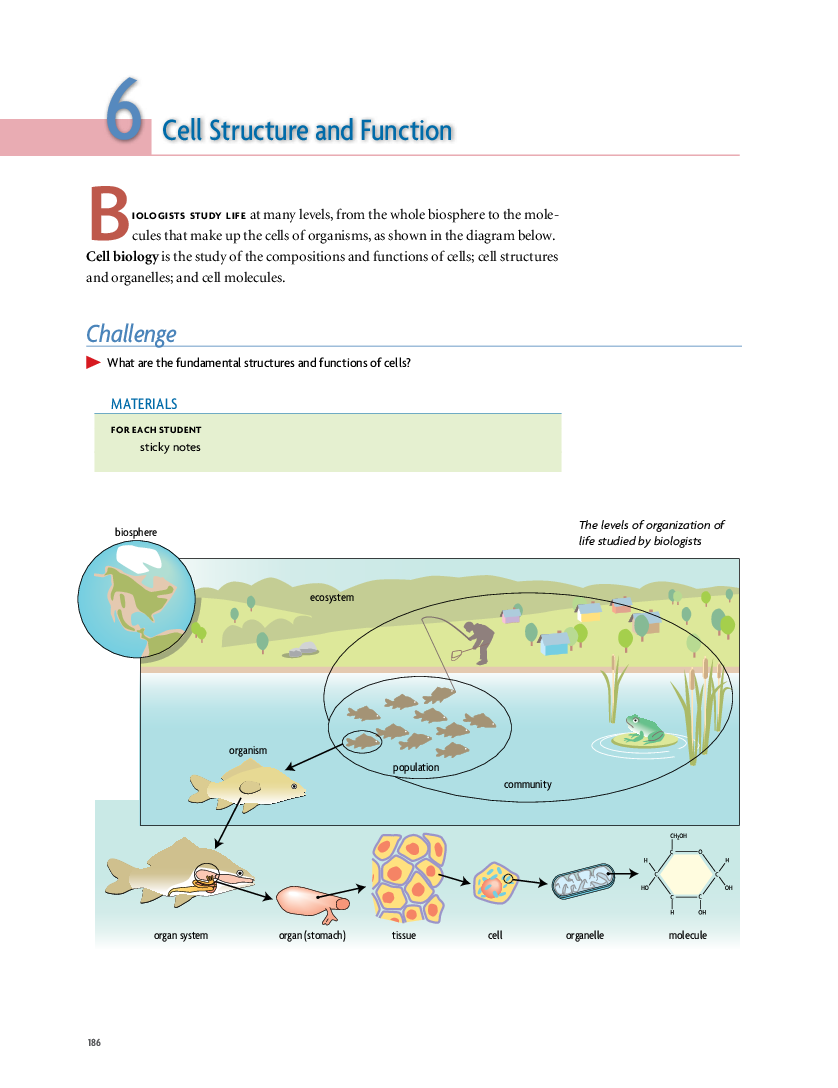 6
Cell Structure and Function
BIOLOGISTS STUDY LIFE at many levels, from the whole biosphere to the mole-
cules that make up the cells of organisms, as shown in the diagram below.
Cell biology is the study of the compositions and functions of cells; cell structures
and organelles; and cell molecules.
Challenge
What are the fundamental structures and functions of cells?
MATERIALS
FOR EACH STUDENT
sticky notes
The levels of organization of
life studied by biologists
biosphere
ecosystem
organism
population
community
CH₂OH
C O
H H
C C
HO OH
C C
H OH
organ system organ (stomach) tissue cell organelle molecule
186